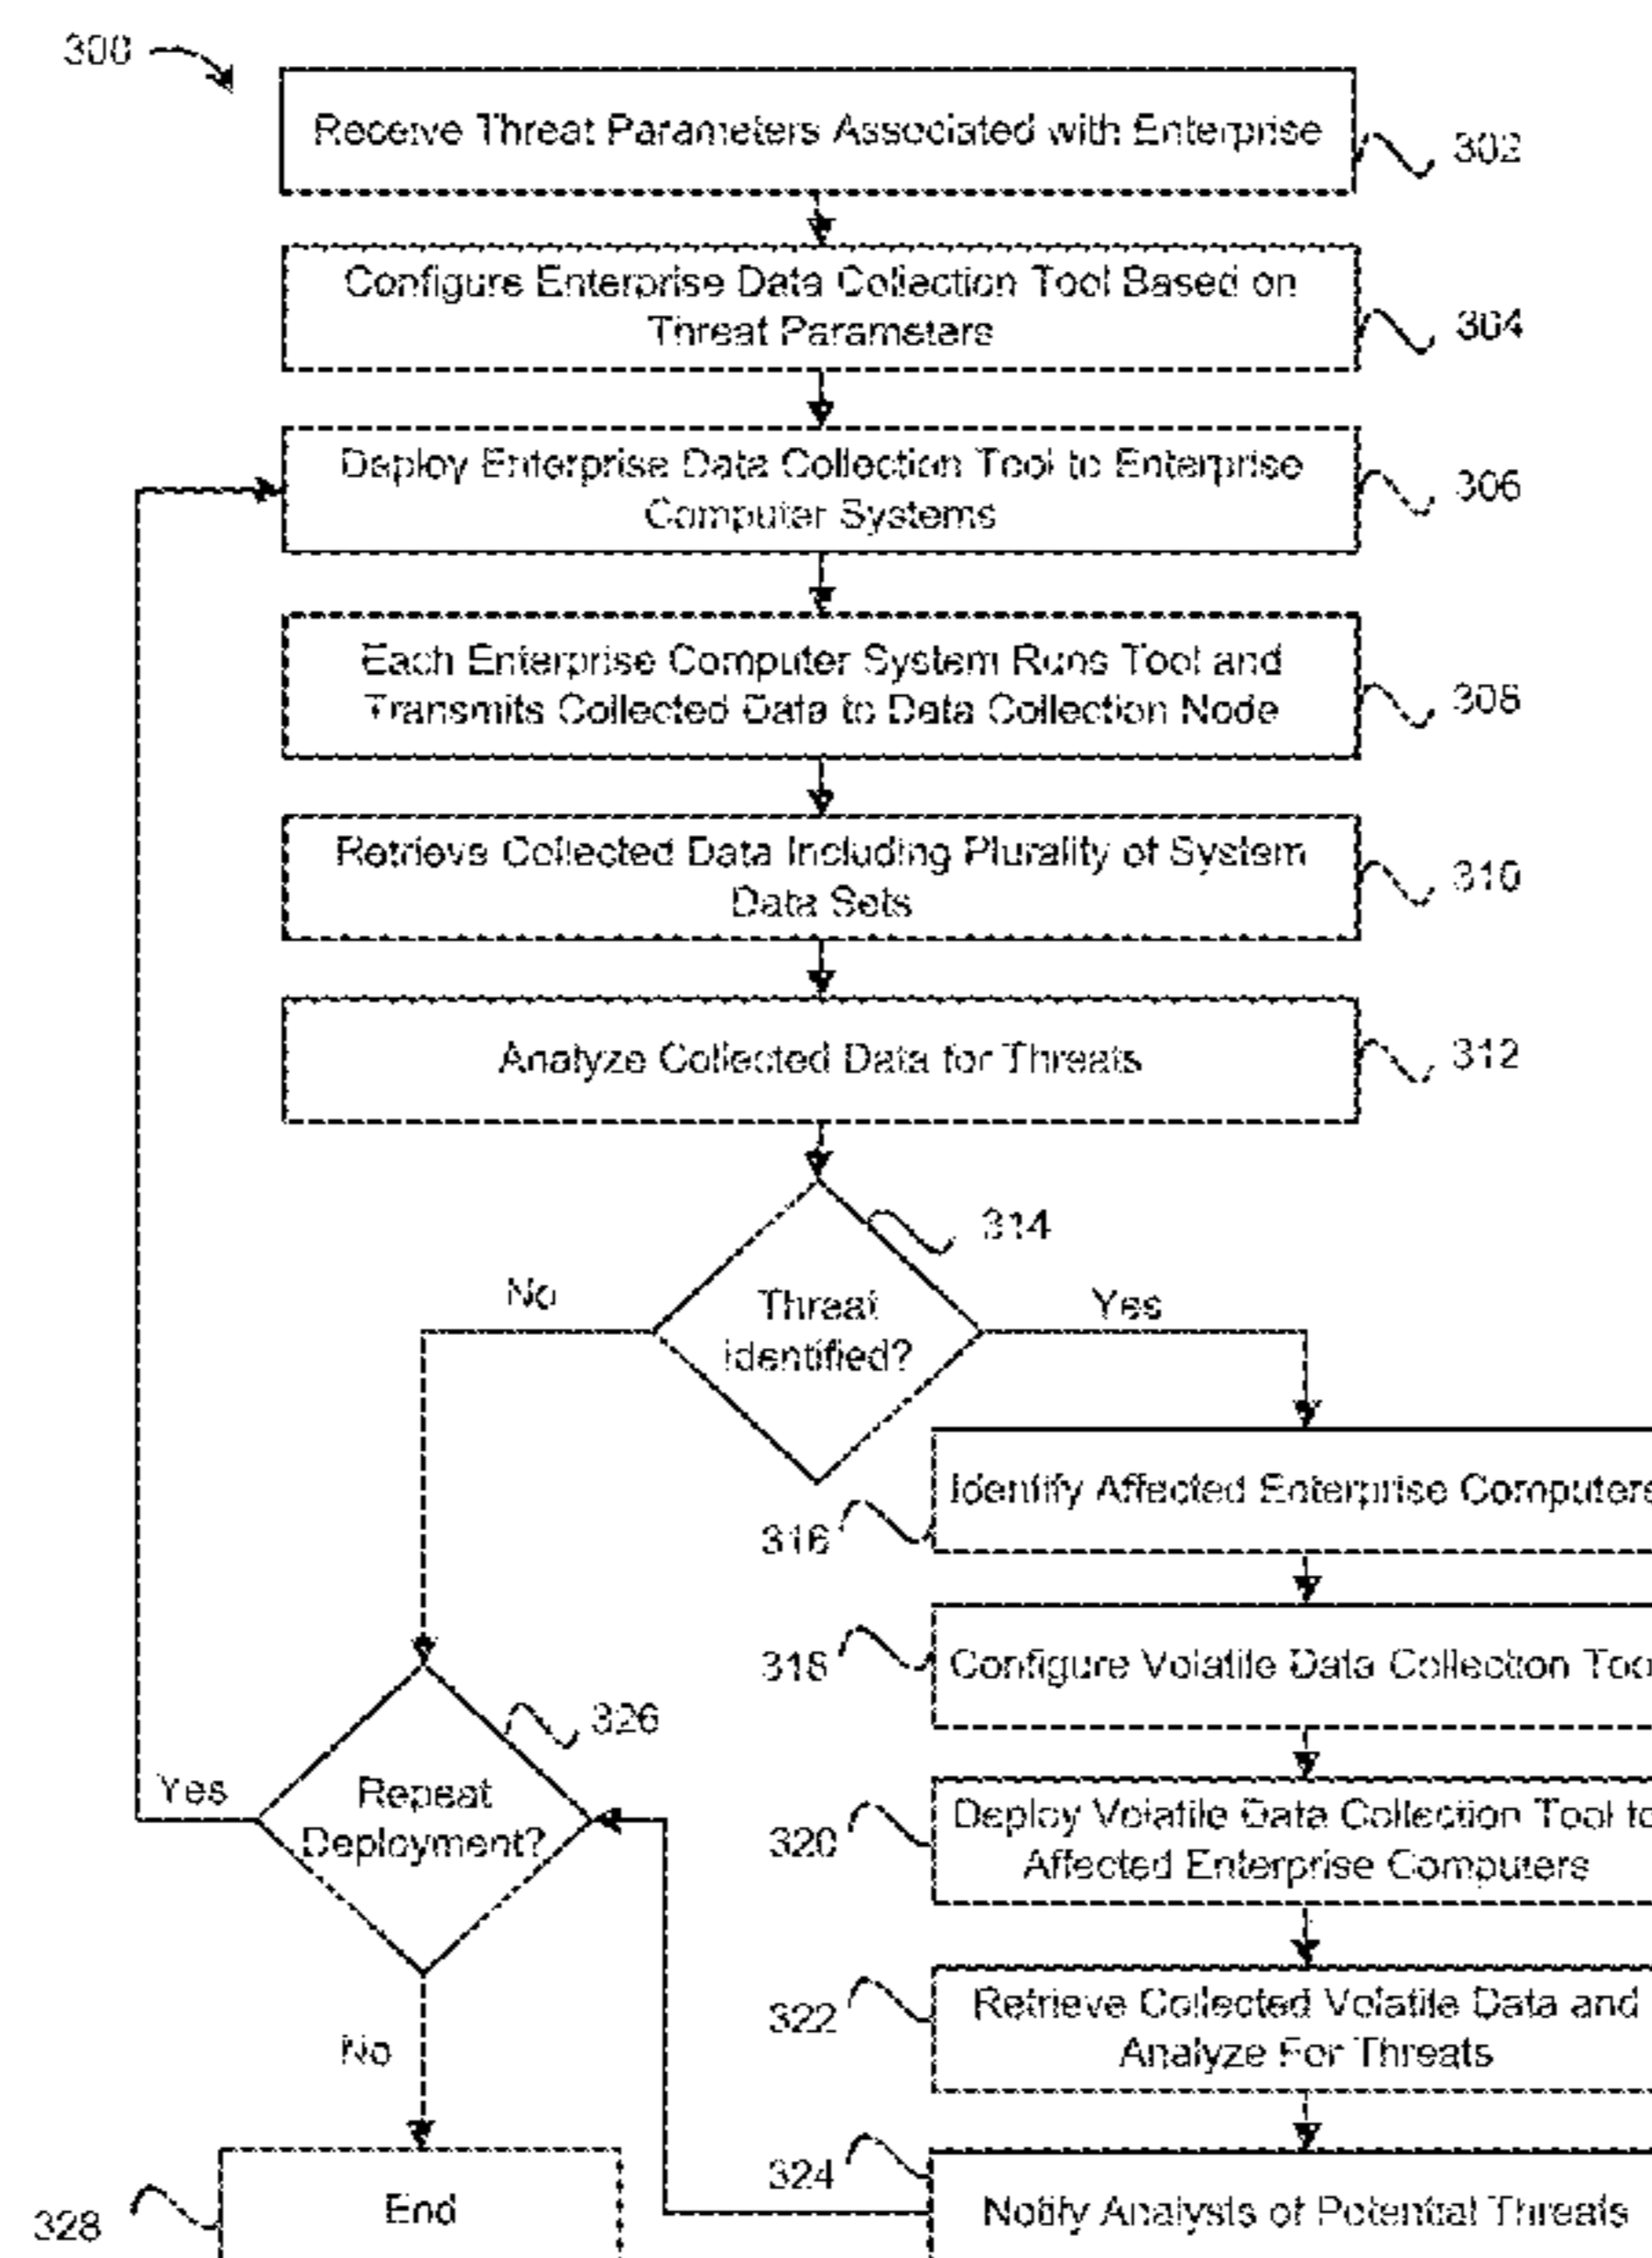 300
Receive Threat Parameters Associated with Enterprise
302
Configure Enterprise Data Collection Tool Based on
Threat Parameters
304
Deploy Enterprise Data Collection Tool to Enterprise
Computer Systems
306
Each Enterprise Computer System Runs Tool and
Transmits Collected Data to Data Collection Node
308
Retrieve Collected Data Including Plurality of System
Data Sets
310
Analyze Collected Data for Threats
312
314
No
Threat
identified?
Yes
Identify Affected Enterprise Computers
316
Configure Volatile Data Collection Too
318
326
Yes
Repeat
Deployment?
Deploy Volatile Data Collection Tool to
Affected Enterprise Computers
320
Retrieve Collected Volatile Data and
Analyze For Threats
322
No
324
Notify Analysts of Potential Threats
End
328